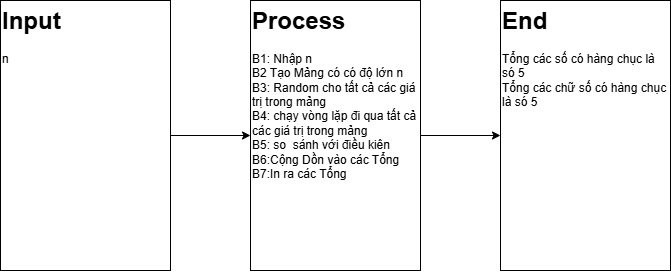 Input
n
Process
B1: Nhập n
B2 Tạo Mảng có có độ lớn n
B3: Random cho tất cả các giá
trị trong mảng
B4: chạy vòng lặp đi qua tất cả
các giá trị trong mảng
B5: so  sánh với điều kiên
B6:Cộng Dồn vào các Tổng
B7:In ra các Tổng
End
Tổng các số có hàng chục là
só 5
Tổng các chữ số có hàng chục
là só 5